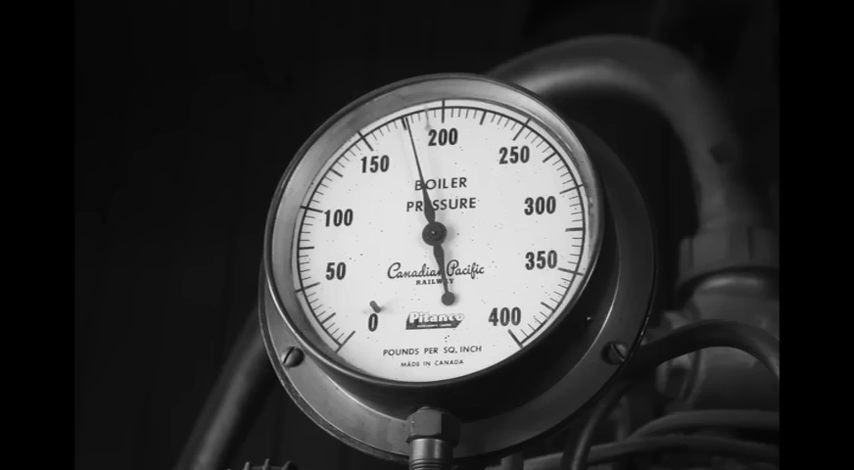 200
150
250
BOILER
PRESSURE
100
300
50
350
Canadian Pacific
RAILWAY
0
400
POUNDS PER SQ. INCH
MADE IN CANADA